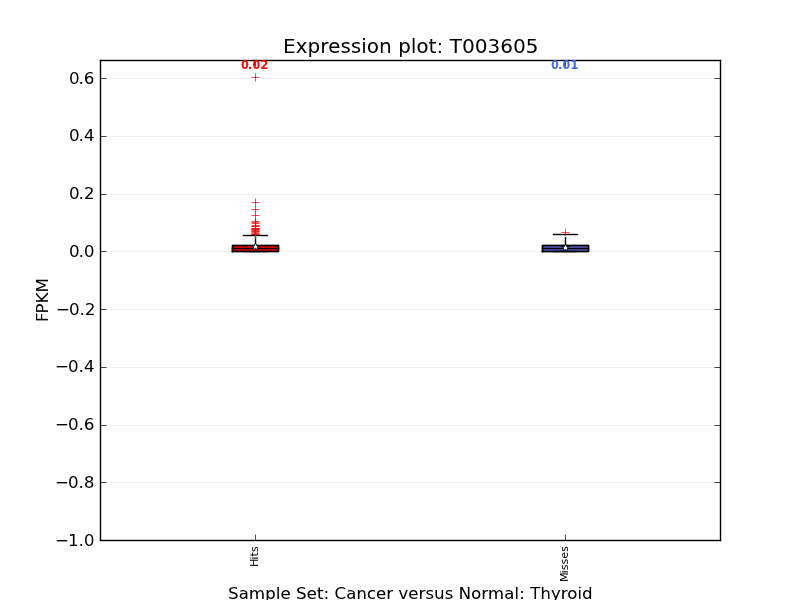 Expression plot: T003605
0.02 0.01
0.6
0.4
0.2
0.0
−0.2
−0.4
−0.6
−0.8
−1.0
FPKM
Hits Misses
Sample Set: Cancer versus Normal: Thyroid